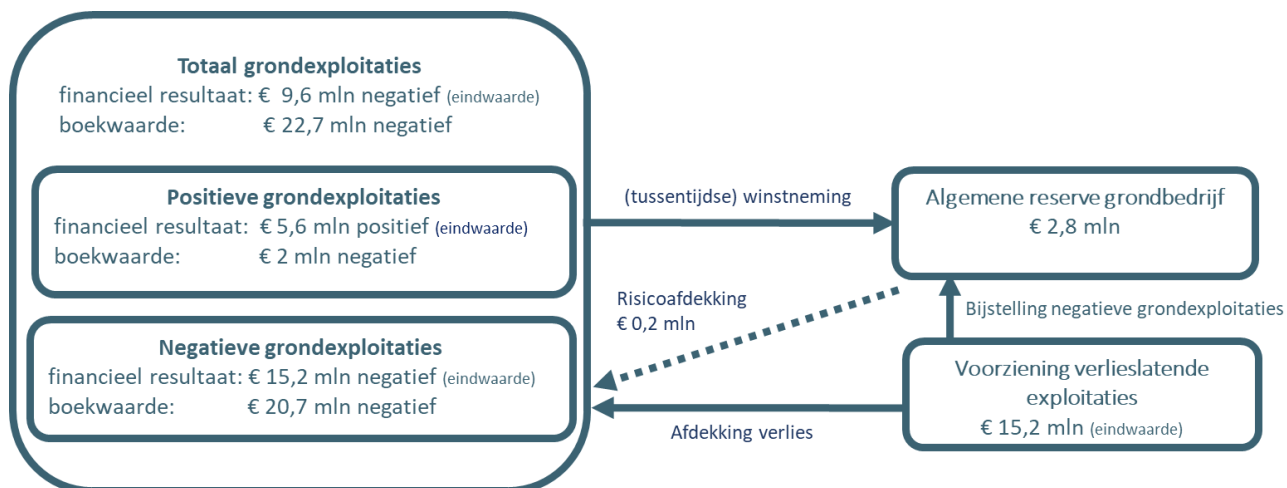 Totaal grondexploitaties
financieel resultaat: € 9,6 mln negatief (eindwaarde)
boekwaarde: € 22,7 mln negatief
Positieve grondexploitaties
financieel resultaat: € 5,6 mln positief (eindwaarde)
boekwaarde: € 2 mln negatief
Negatieve grondexploitaties
financieel resultaat: € 15,2 mln negatief (eindwaarde)
boekwaarde: € 20,7 mln negatief
(tussentijdse) winstneming
Risicoafdekking
€ 0,2 mln
Afdekking verlies
Algemene reserve grondbedrijf
€ 2,8 mln
Bijstelling negatieve grondexploitaties
Voorziening verlieslatende
exploitaties
€ 15,2 mln (eindwaarde)